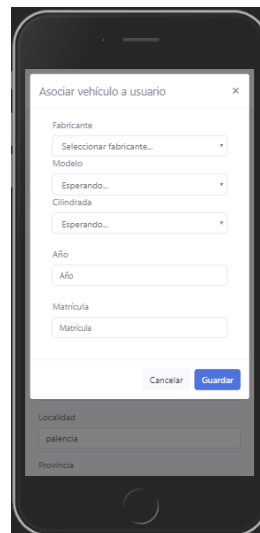 Asociar vehículo a usuario ×
Fabricante
Seleccionar fabricante...
Modelo
Esperando...
Cilindrada
Esperando...
Año
Año
Matrícula
Matrícula
Cancelar Guardar
Localidad
palencia
Provincia